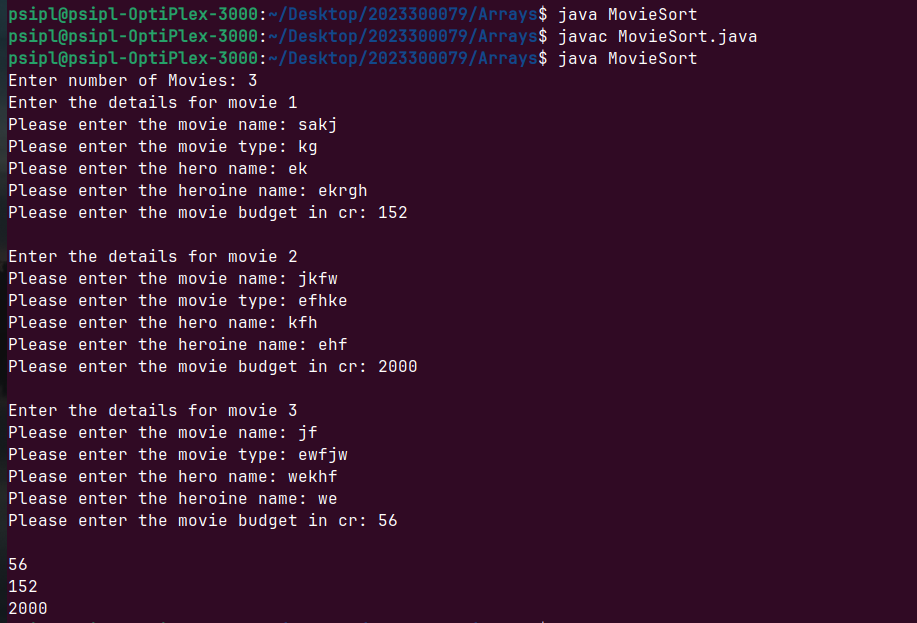 psipl@psipl-OptiPlex-3000:~/Desktop/2023300079/Arrays$ java MovieSort
psipl@psipl-OptiPlex-3000:~/Desktop/2023300079/Arrays$ javac MovieSort.java
psipl@psipl-OptiPlex-3000:~/Desktop/2023300079/Arrays$ java MovieSort
Enter number of Movies: 3
Enter the details for movie 1
Please enter the movie name: sakj
Please enter the movie type: kg
Please enter the hero name: ek
Please enter the heroine name: ekrgh
Please enter the movie budget in cr: 152
Enter the details for movie 2
Please enter the movie name: jkfw
Please enter the movie type: efhke
Please enter the hero name: kfh
Please enter the heroine name: ehf
Please enter the movie budget in cr: 2000
Enter the details for movie 3
Please enter the movie name: jf
Please enter the movie type: ewfjw
Please enter the hero name: wekhf
Please enter the heroine name: we
Please enter the movie budget in cr: 56
56
152
2000